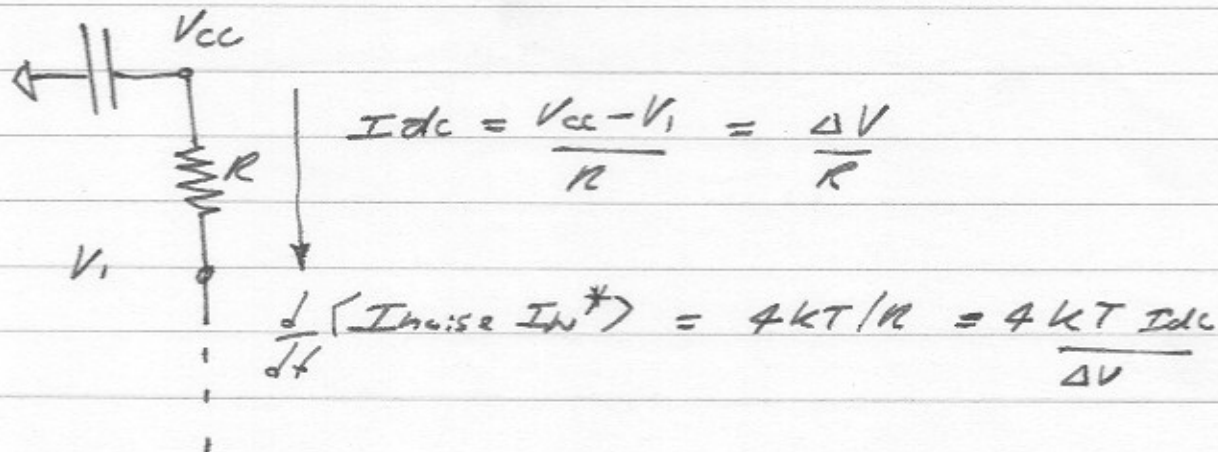 Vcc
Idc = Vcc - V1 / R = ΔV / R
R
V1
d/df ⟨Inoise In*⟩ = 4kT/R = 4kT Idc / ΔV